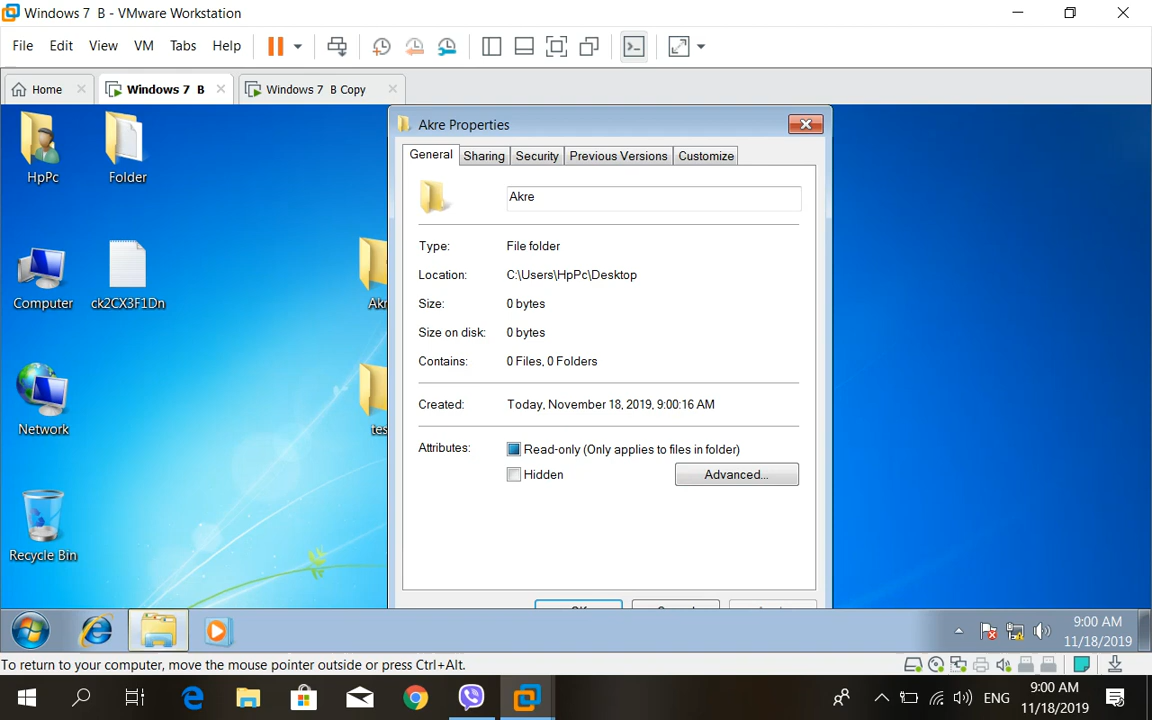 Windows 7 B - VMware Workstation
File Edit View VM Tabs Help
Home Windows 7 B Windows 7 B Copy
Akre Properties
General Sharing Security Previous Versions Customize
Akre
Type: File folder
Location: C:\Users\HpPc\Desktop
Size: 0 bytes
Size on disk: 0 bytes
Contains: 0 Files, 0 Folders
Created: Today, November 18, 2019, 9:00:16 AM
Attributes: Read-only (Only applies to files in folder)
Hidden Advanced...
HpPc Folder
Computer ck2CX3F1Dn
Network
Recycle Bin
9:00 AM
11/18/2019
To return to your computer, move the mouse pointer outside or press Ctrl+Alt.
ENG 9:00 AM
11/18/2019